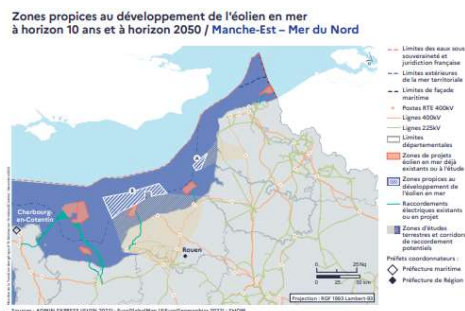 Zones propices au développement de l'éolien en mer
à horizon 10 ans et à horizon 2050 / Manche-Est – Mer du Nord
Limites des eaux sous
souveraineté et
juridiction française
Limites extérieures
de la mer territoriale
Limites de façade
maritime
Postes RTE 400kV
Lignes 400kV
Lignes 225kV
Limites
départementales
Zones de projets
éolien en mer déjà
existants ou à l'étude
Zones propices au
développement de
l'éolien en mer
Raccordements
électriques existants
ou en projet
Zones d'études
terrestres et corridors
de raccordement
potentiels
Préfets coordonnateurs :
Préfecture maritime
Préfecture de Région
Cherbourg-
en-Cotentin
Rouen
Projection : RGF 1993 Lambert-93